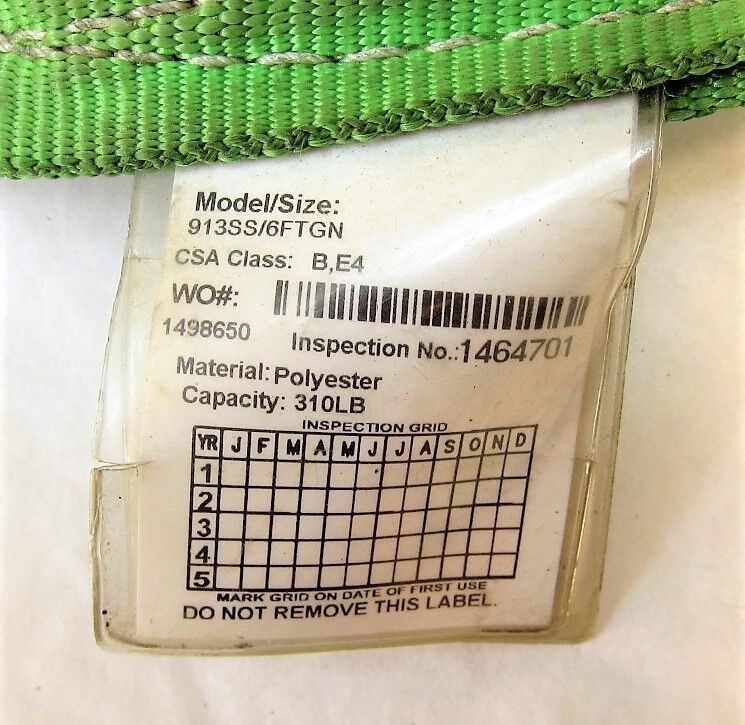 Model/Size:
913SS/6FTGN
CSA Class: B,E4
WO#:
1498650 Inspection No.:1464701
Material: Polyester
Capacity: 310LB
INSPECTION GRID
YR J F M A M J J A S O N D
1
2
3
4
5
MARK GRID ON DATE OF FIRST USE
DO NOT REMOVE THIS LABEL.